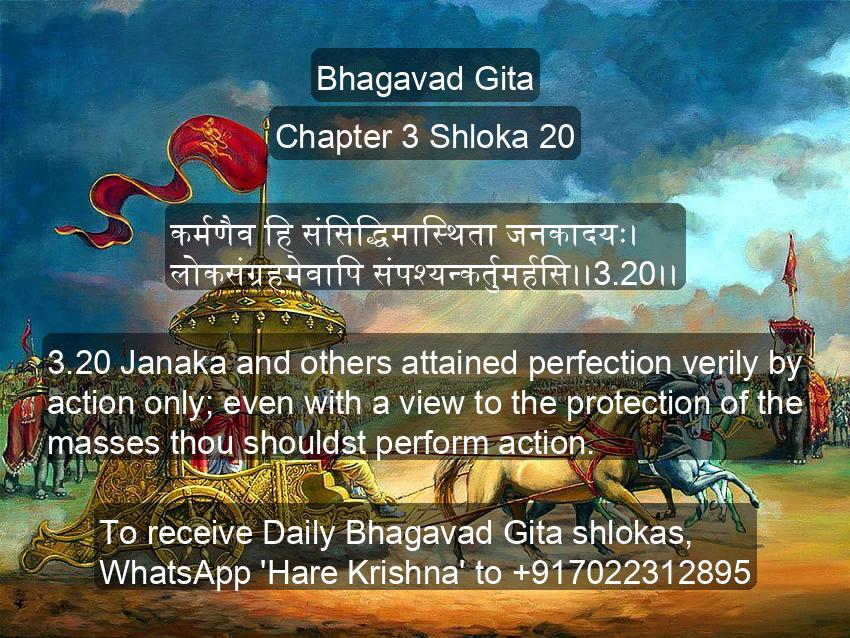 Bhagavad Gita
Chapter 3 Shloka 20
कर्मणैव हि संसिद्धिमास्थिता जनकादयः।
लोकसंग्रहमेवापि संपश्यन्कर्तुमर्हसि।।3.20।।
3.20 Janaka and others attained perfection verily by
action only; even with a view to the protection of the
masses thou shouldst perform action.
To receive Daily Bhagavad Gita shlokas,
WhatsApp 'Hare Krishna' to +917022312895